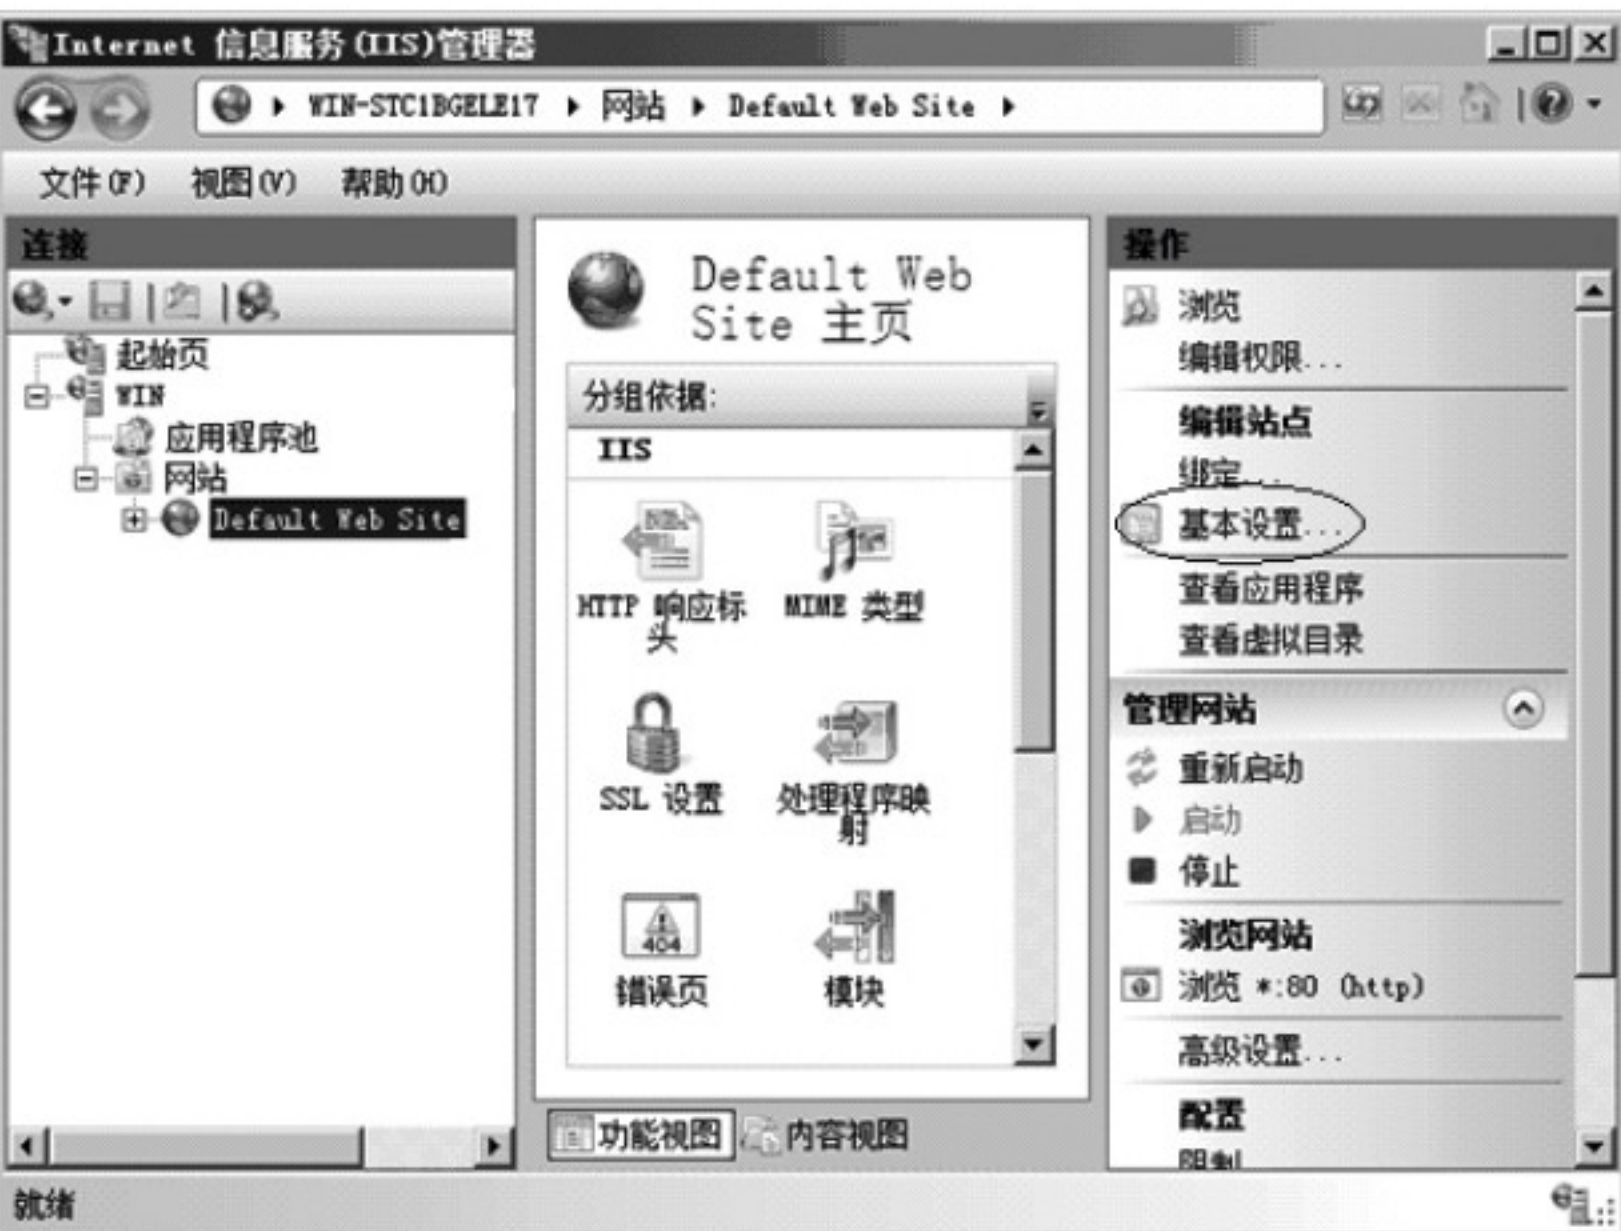 Internet 信息服务(IIS)管理器
WIN-STC1BGELE17 网站 Default Web Site
文件(F) 视图(V) 帮助(H)
连接
起始页
WIN
应用程序池
网站
Default Web Site
Default Web
Site 主页
分组依据:
IIS
HTTP 响应标
头
MIME 类型
SSL 设置
处理程序映
射
404
错误页
模块
功能视图 内容视图
操作
浏览
编辑权限...
编辑站点
绑定...
基本设置...
查看应用程序
查看虚拟目录
管理网站
重新启动
启动
停止
浏览网站
浏览 *:80 (http)
高级设置...
配置
限制
就绪